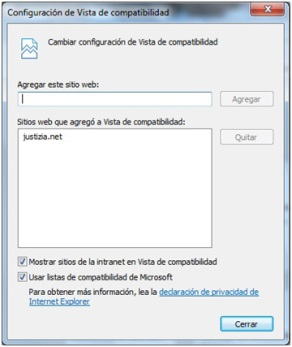 Configuración de Vista de compatibilidad
Cambiar configuración de Vista de compatibilidad
Agregar este sitio web:
Agregar
Sitios web que agregó a Vista de compatibilidad:
justizia.net
Quitar
Mostrar sitios de la intranet en Vista de compatibilidad
Usar listas de compatibilidad de Microsoft
Para obtener más información, lea la declaración de privacidad de
Internet Explorer
Cerrar